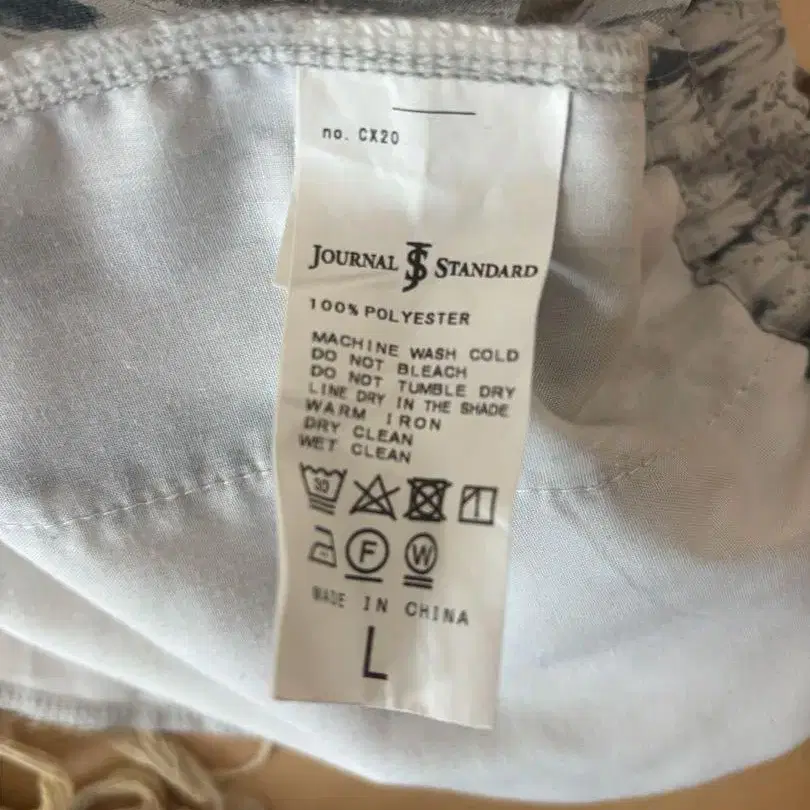 no. CX20
JOURNAL JS STANDARD
100% POLYESTER
MACHINE WASH COLD
DO NOT BLEACH
DO NOT TUMBLE DRY
LINE DRY IN THE SHADE
WARM IRON
DRY CLEAN
WET CLEAN
30
F W
MADE IN CHINA
L